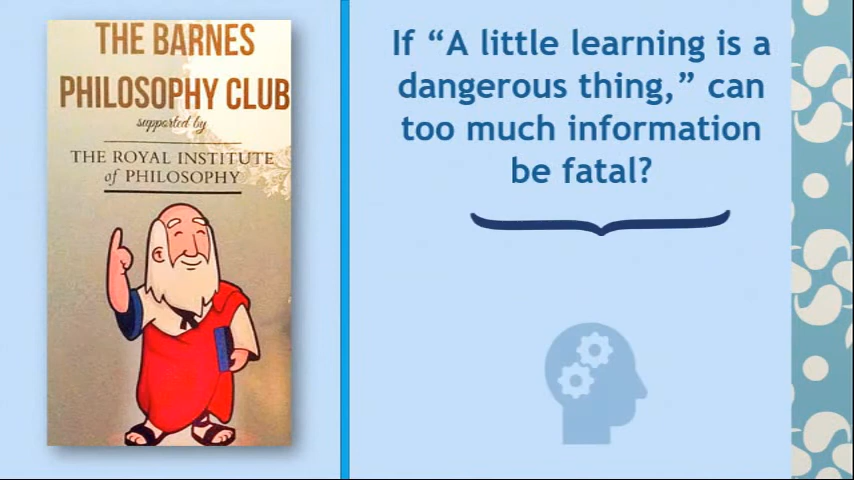 THE BARNES
PHILOSOPHY CLUB
supported by
THE ROYAL INSTITUTE
of PHILOSOPHY
If “A little learning is a
dangerous thing,” can
too much information
be fatal?